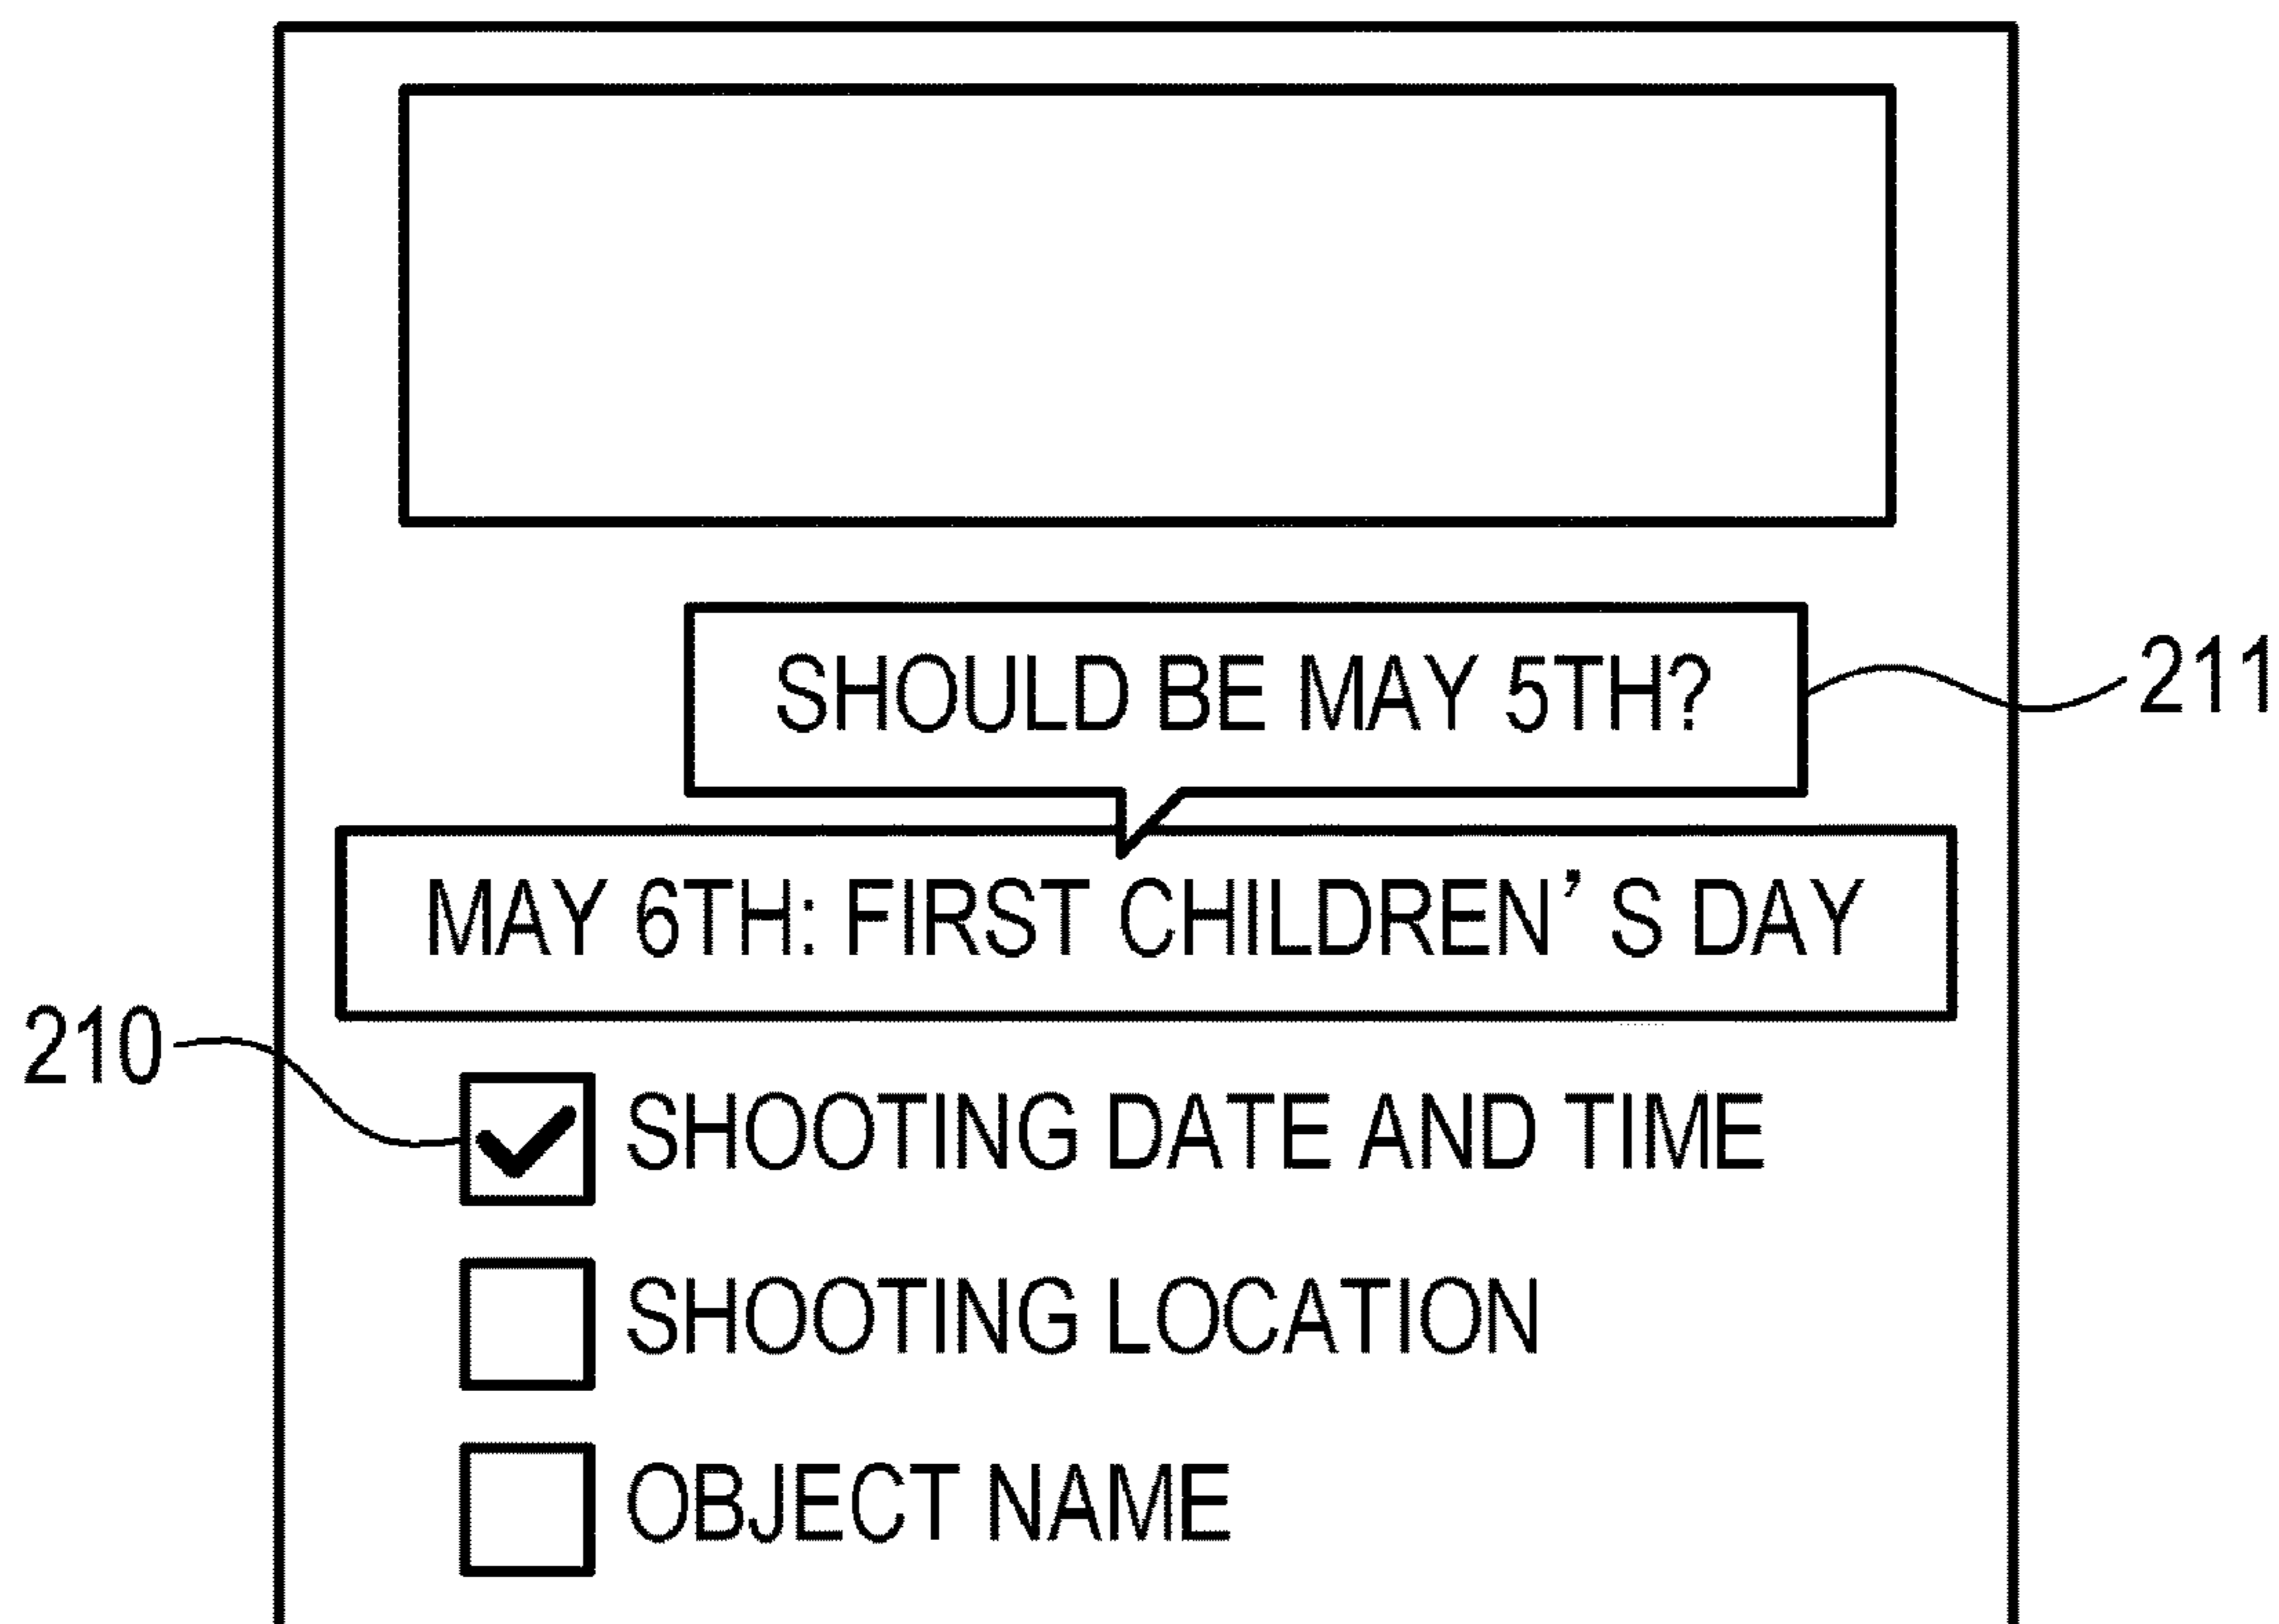 SHOULD BE MAY 5TH?
211
MAY 6TH: FIRST CHILDREN'S DAY
210
SHOOTING DATE AND TIME
SHOOTING LOCATION
OBJECT NAME